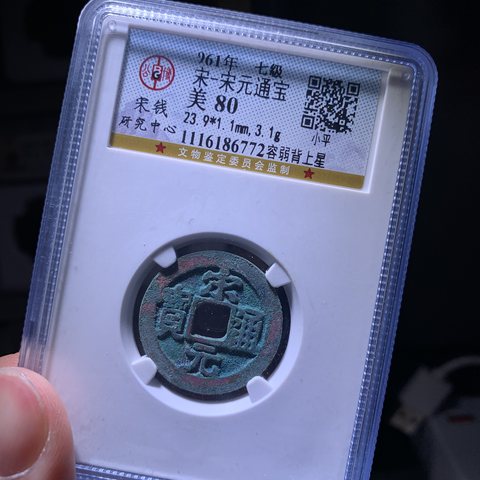 961年 七級
宋-宋元通宝
美 80
宋线
研究中心
23.9*1.1mm, 3.1g
小平
1116186772容弱背上星
★ 文物鉴定委员会监制 ★
宋元通寶